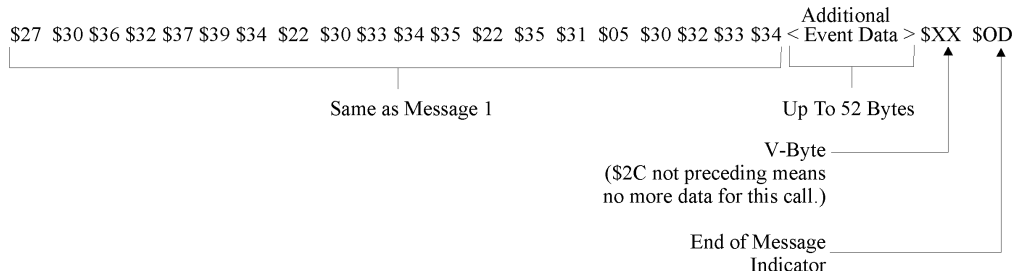 Additional
$27 $30 $36 $32 $37 $39 $34 $22 $30 $33 $34 $35 $22 $35 $31 $05 $30 $32 $33 $34 < Event Data > $XX $OD
Same as Message 1
Up To 52 Bytes
V-Byte
($2C not preceding means
no more data for this call.)
End of Message
Indicator